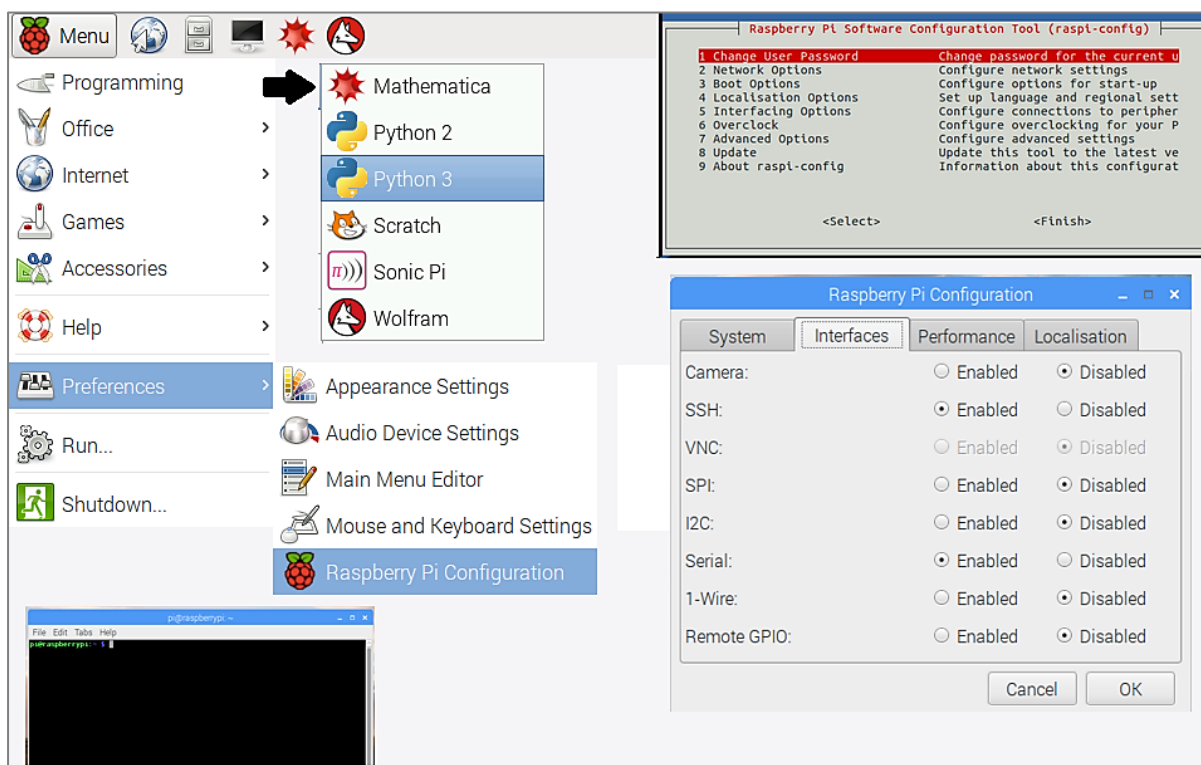 Menu
Programming
Office
Internet
Games
Accessories
Help
Preferences
Run...
Shutdown...
Mathematica
Python 2
Python 3
Scratch
π)))
Sonic Pi
Wolfram
Appearance Settings
Audio Device Settings
Main Menu Editor
Mouse and Keyboard Settings
Raspberry Pi Configuration
pi@raspberrypi: ~
File Edit Tabs Help
pi@raspberrypi:~ $
Raspberry Pi Software Configuration Tool (raspi-config)
1 Change User Password Change password for the current u
2 Network Options Configure network settings
3 Boot Options Configure options for start-up
4 Localisation Options Set up language and regional sett
5 Interfacing Options Configure connections to peripher
6 Overclock Configure overclocking for your P
7 Advanced Options Configure advanced settings
8 Update Update this tool to the latest ve
9 About raspi-config Information about this configurat
<Select> <Finish>
Raspberry Pi Configuration
System Interfaces Performance Localisation
Camera: Enabled Disabled
SSH: Enabled Disabled
VNC: Enabled Disabled
SPI: Enabled Disabled
I2C: Enabled Disabled
Serial: Enabled Disabled
1-Wire: Enabled Disabled
Remote GPIO: Enabled Disabled
Cancel OK